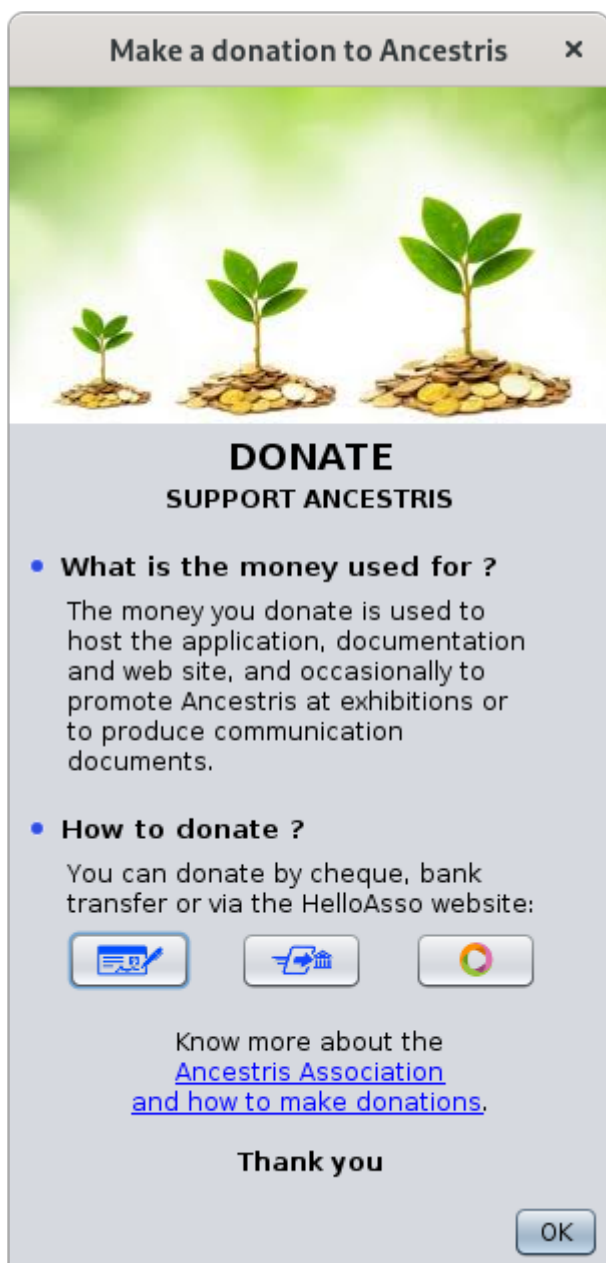 Make a donation to Ancestris ×
DONATE
SUPPORT ANCESTRIS
• What is the money used for ?
The money you donate is used to
host the application, documentation
and web site, and occasionally to
promote Ancestris at exhibitions or
to produce communication
documents.
• How to donate ?
You can donate by cheque, bank
transfer or via the HelloAsso website:
Know more about the
Ancestris Association
and how to make donations.
Thank you
OK